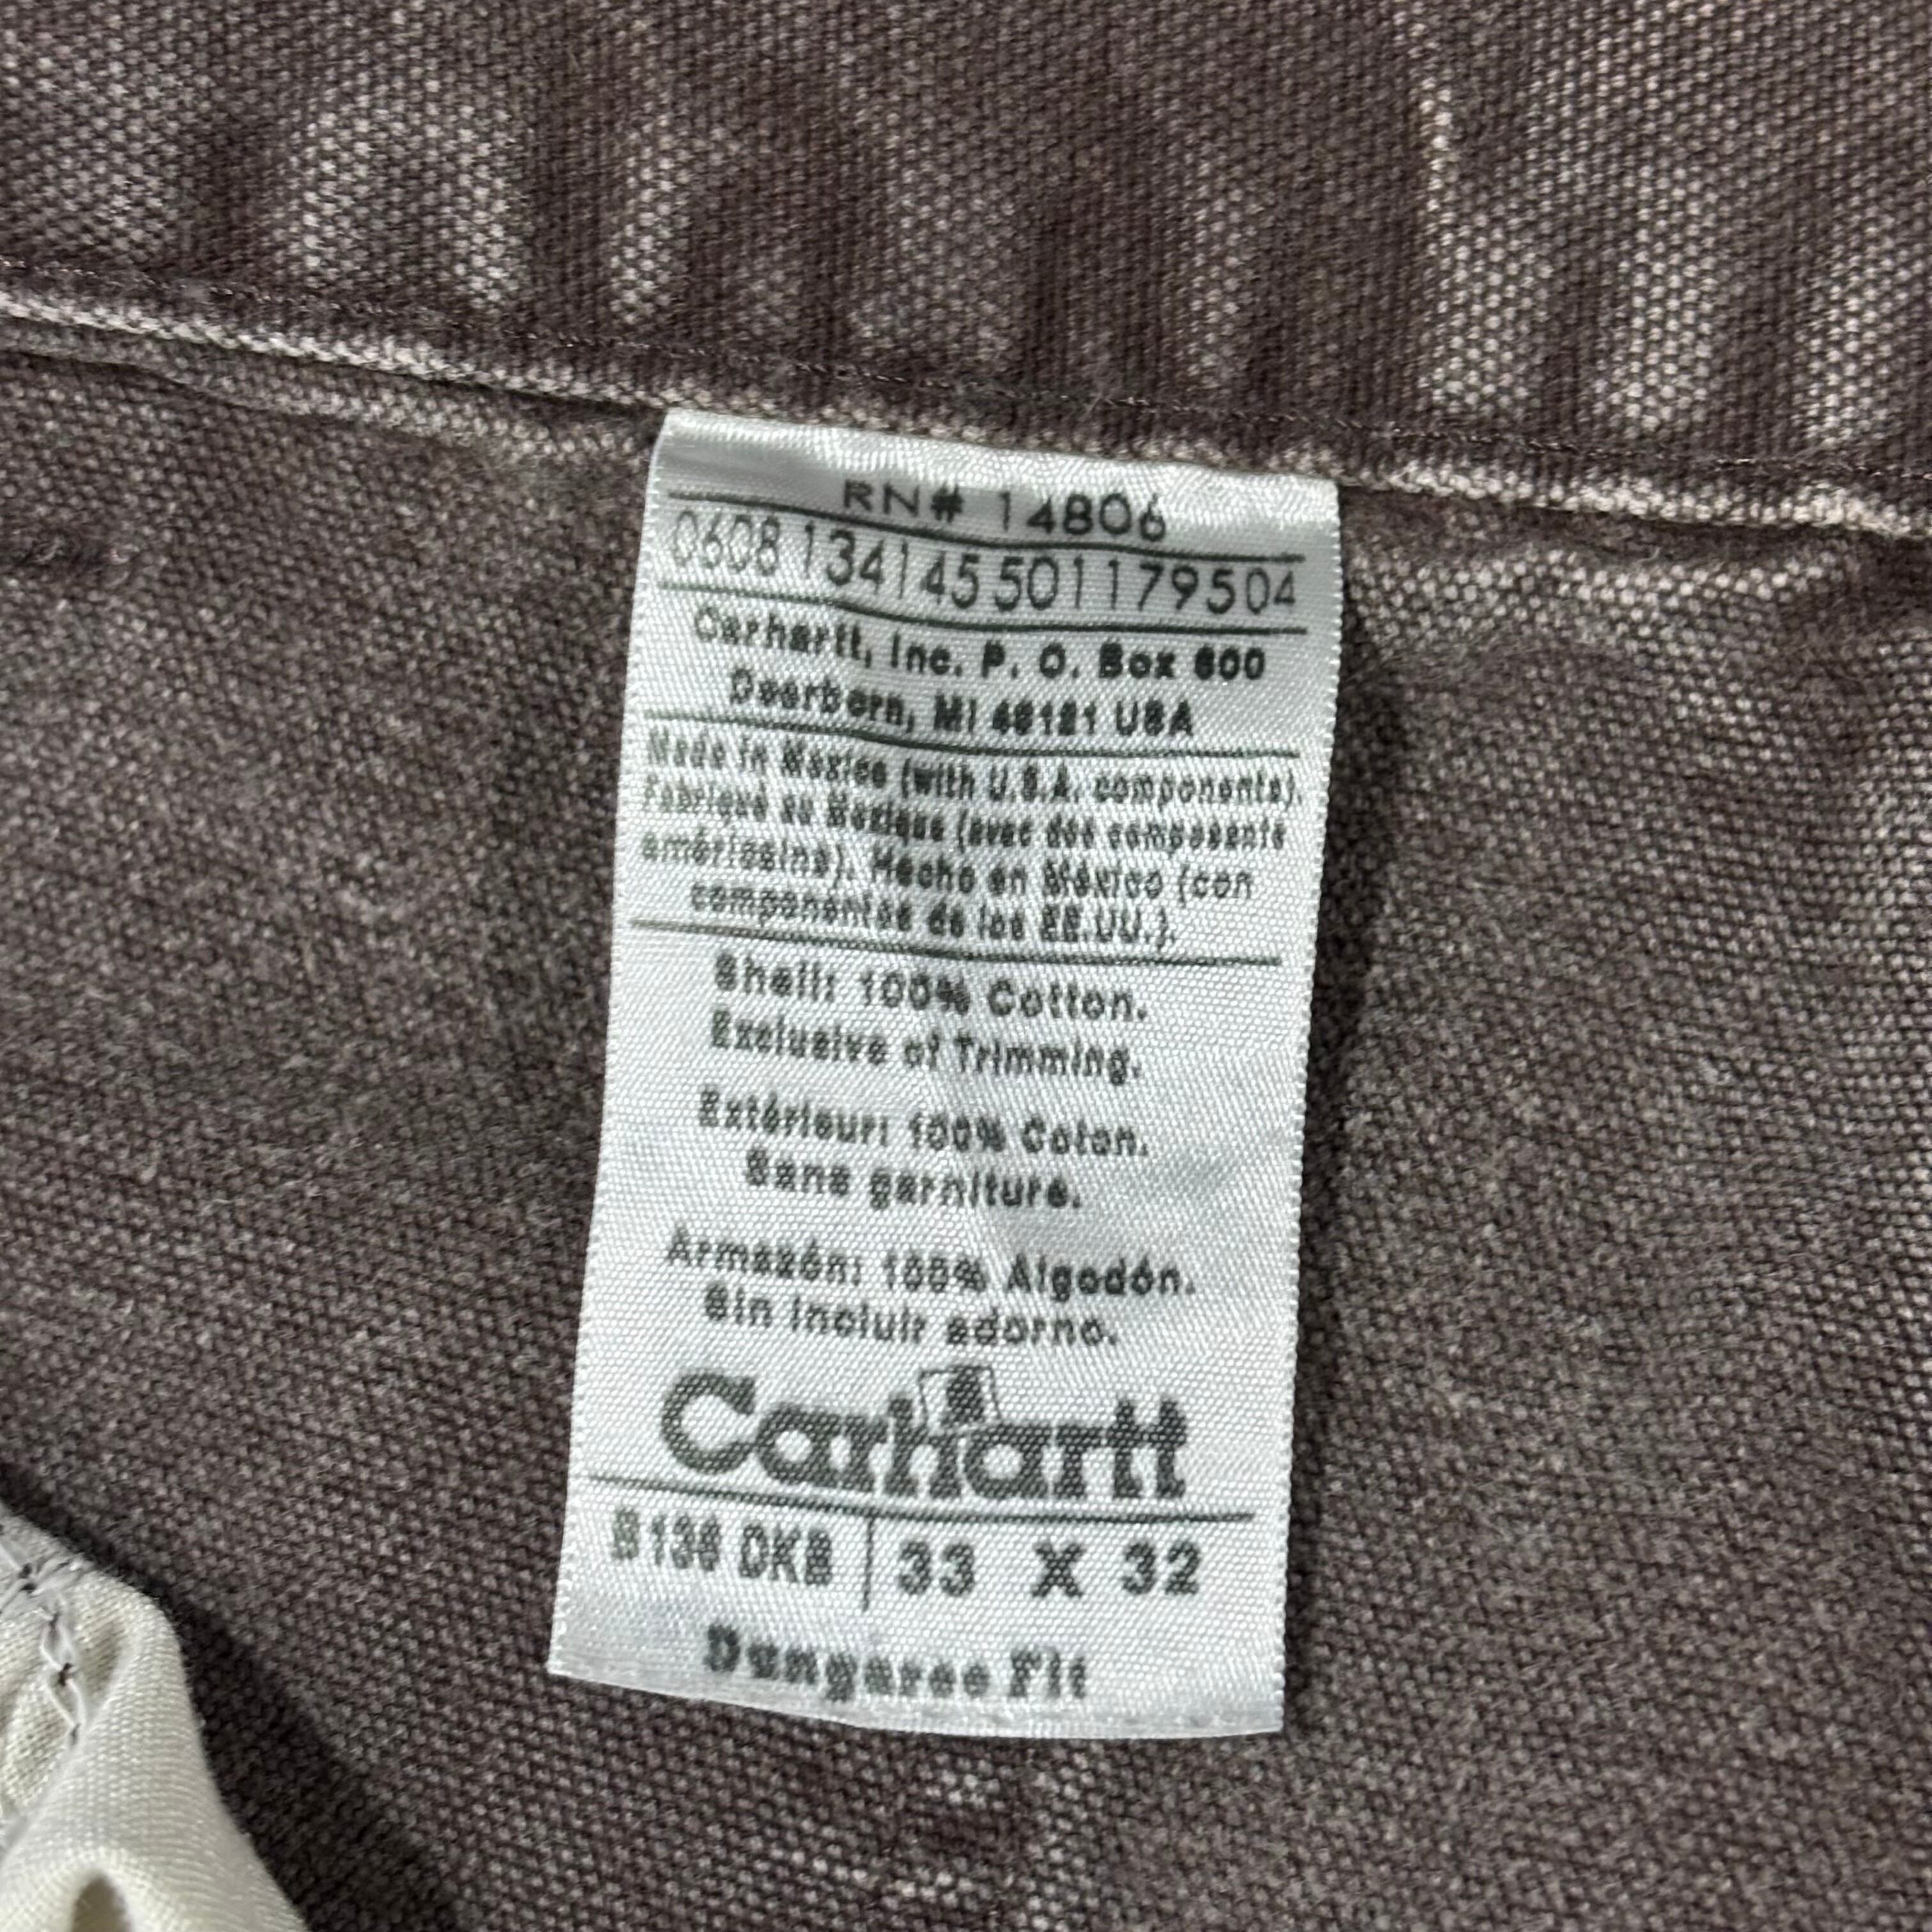 RN# 14806
0608 134145501179504
Carhartt, Inc. P. O. Box 600
Dearborn, MI 48121 USA
Made in Mexico (with U.S.A. components).
Fabriqué au Mexique (avec des composants
américains). Hecho en México (con
componentes de los EE.UU.).
Shell: 100% Cotton.
Exclusive of Trimming.
Extérieur: 100% Coton.
Sans garniture.
Armazón: 100% Algodón.
Sin incluir adorno.
Carhartt
B136 DKB 33 X 32
Dungaree Fit